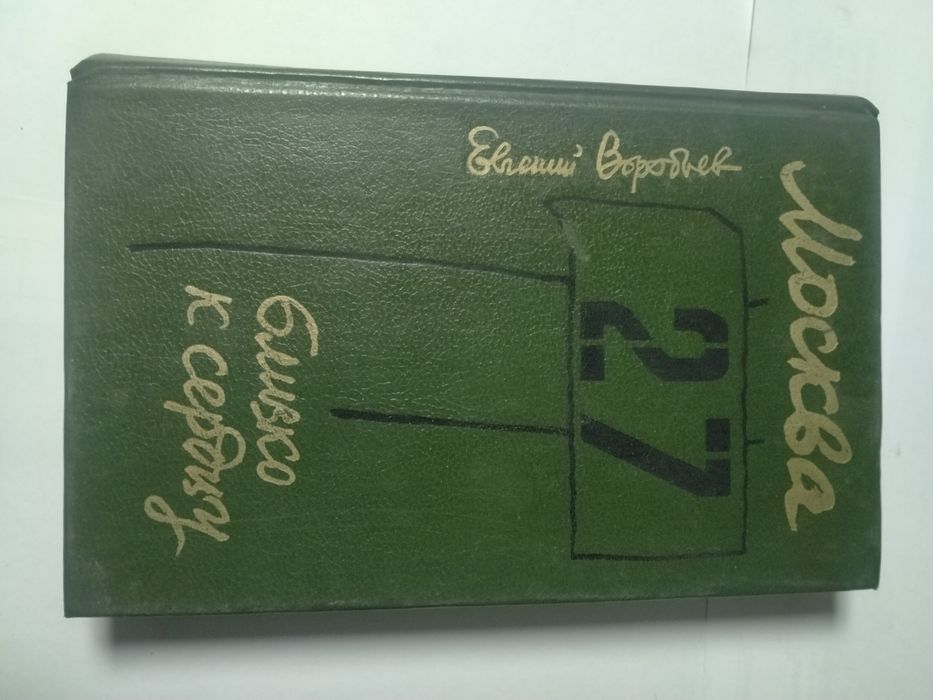 Евгений Воробьев
Москва
27
близко
к сердцу